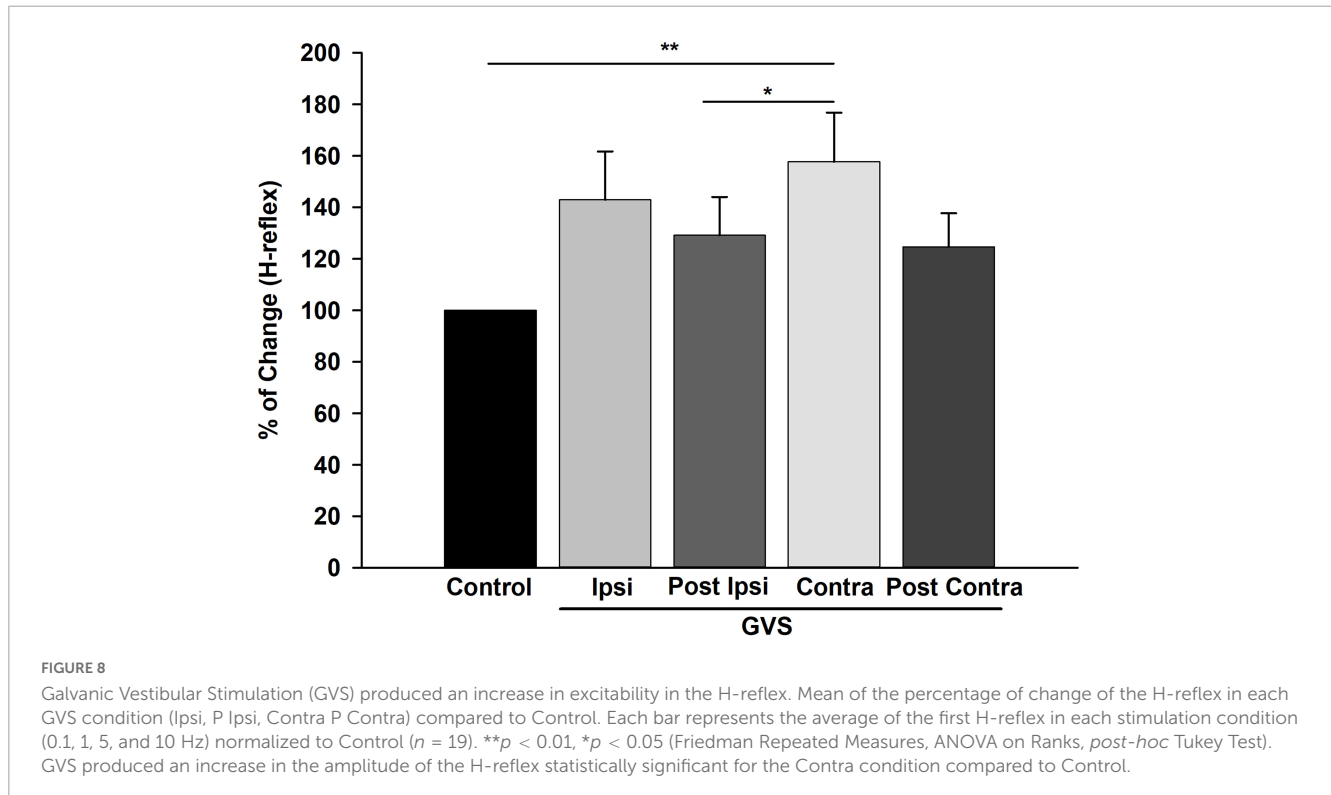 200
180
160
140
120
100
80
60
40
20
0
% of Change (H-reflex)
**
*
Control Ipsi Post Ipsi Contra Post Contra
GVS
FIGURE 8
Galvanic Vestibular Stimulation (GVS) produced an increase in excitability in the H-reflex. Mean of the percentage of change of the H-reflex in each
GVS condition (Ipsi, P Ipsi, Contra P Contra) compared to Control. Each bar represents the average of the first H-reflex in each stimulation condition
(0.1, 1, 5, and 10 Hz) normalized to Control (n = 19). **p < 0.01, *p < 0.05 (Friedman Repeated Measures, ANOVA on Ranks, post-hoc Tukey Test).
GVS produced an increase in the amplitude of the H-reflex statistically significant for the Contra condition compared to Control.